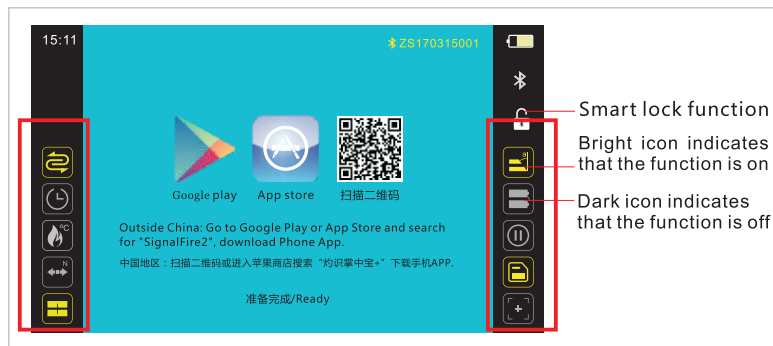 15:11
ZS170315001
Smart lock function
Bright icon indicates
that the function is on
Dark icon indicates
that the function is off
Google play
App store
扫描二维码
Outside China: Go to Google Play or App Store and search
for "SignalFire2", download Phone App.
中国地区：扫描二维码或进入苹果商店搜索“灼识掌中宝+”下载手机APP.
准备完成/Ready
°C
N